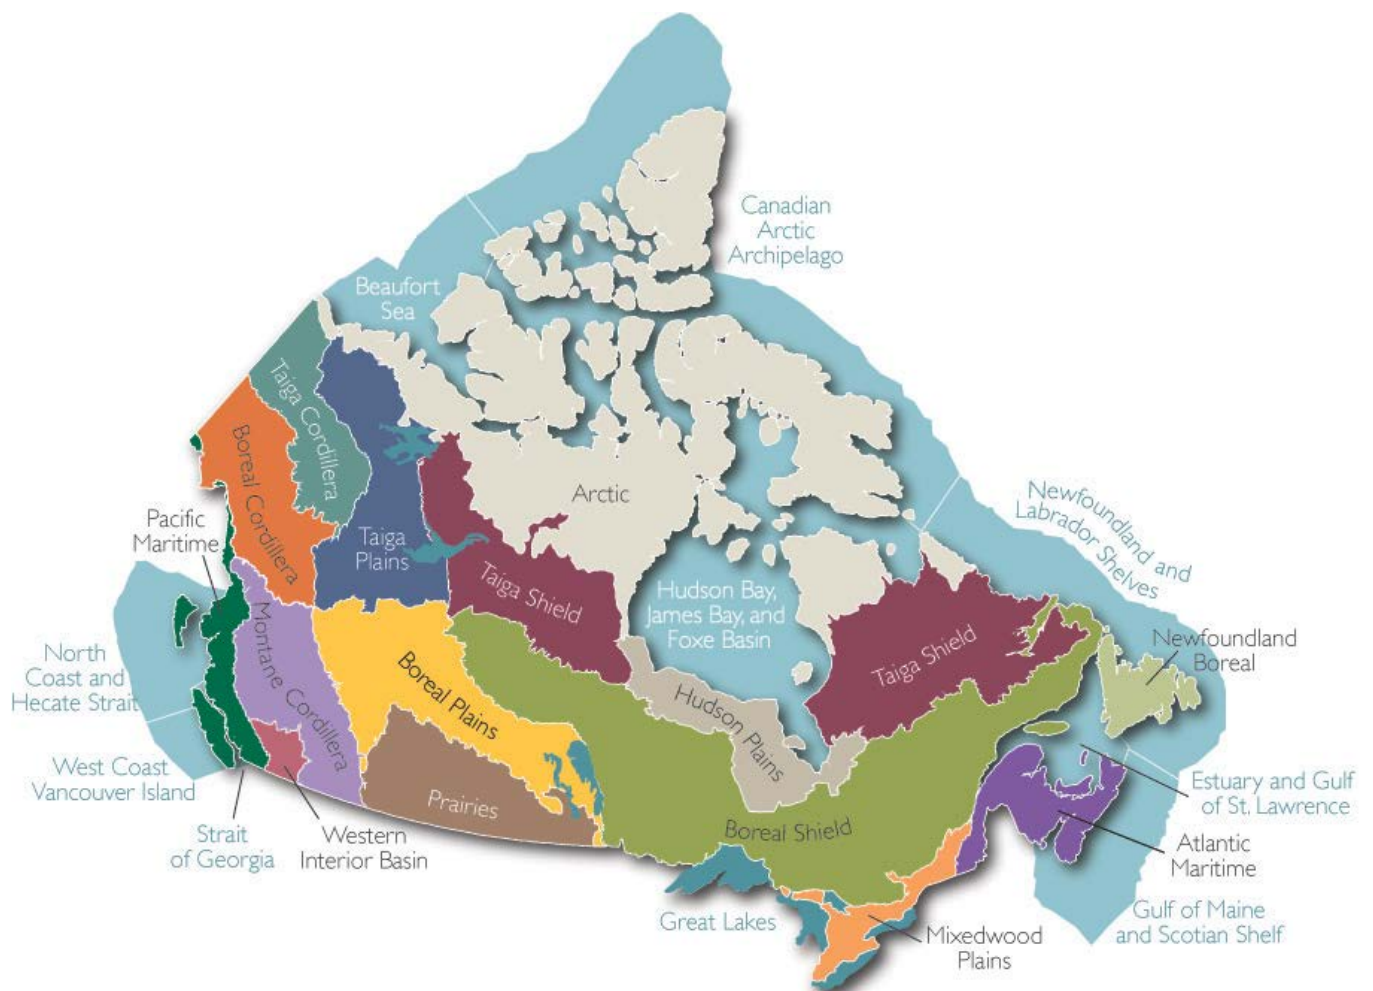 Canadian
Arctic
Archipelago
Beaufort
Sea
Taiga Cordillera
Boreal Cordillera
Arctic
Newfoundland and
Labrador Shelves
Pacific
Maritime
Taiga
Plains
Taiga Shield
Hudson Bay,
James Bay, and
Foxe Basin
Taiga Shield
Newfoundland
Boreal
North
Coast and
Hecate Strait
Montane Cordillera
Boreal Plains
Hudson Plains
West Coast
Vancouver Island
Prairies
Estuary and Gulf
of St. Lawrence
Strait
of Georgia
Western
Interior Basin
Boreal Shield
Atlantic
Maritime
Great Lakes
Mixedwood
Plains
Gulf of Maine
and Scotian Shelf